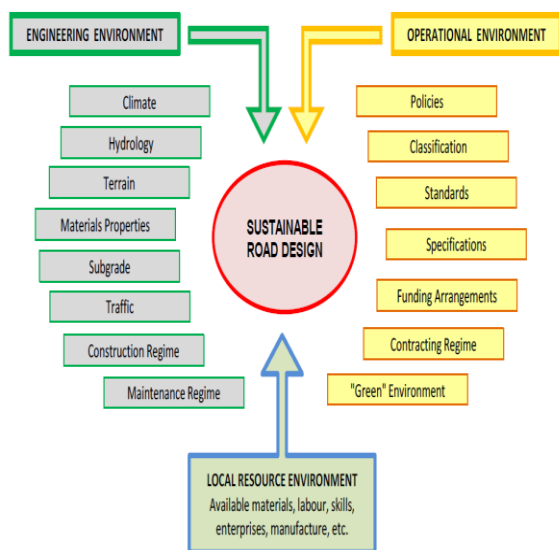 ENGINEERING ENVIRONMENT
OPERATIONAL ENVIRONMENT
Climate
Hydrology
Terrain
Materials Properties
Subgrade
Traffic
Construction Regime
Maintenance Regime
SUSTAINABLE
ROAD DESIGN
Policies
Classification
Standards
Specifications
Funding Arrangements
Contracting Regime
"Green" Environment
LOCAL RESOURCE ENVIRONMENT
Available materials, labour, skills,
enterprises, manufacture, etc.